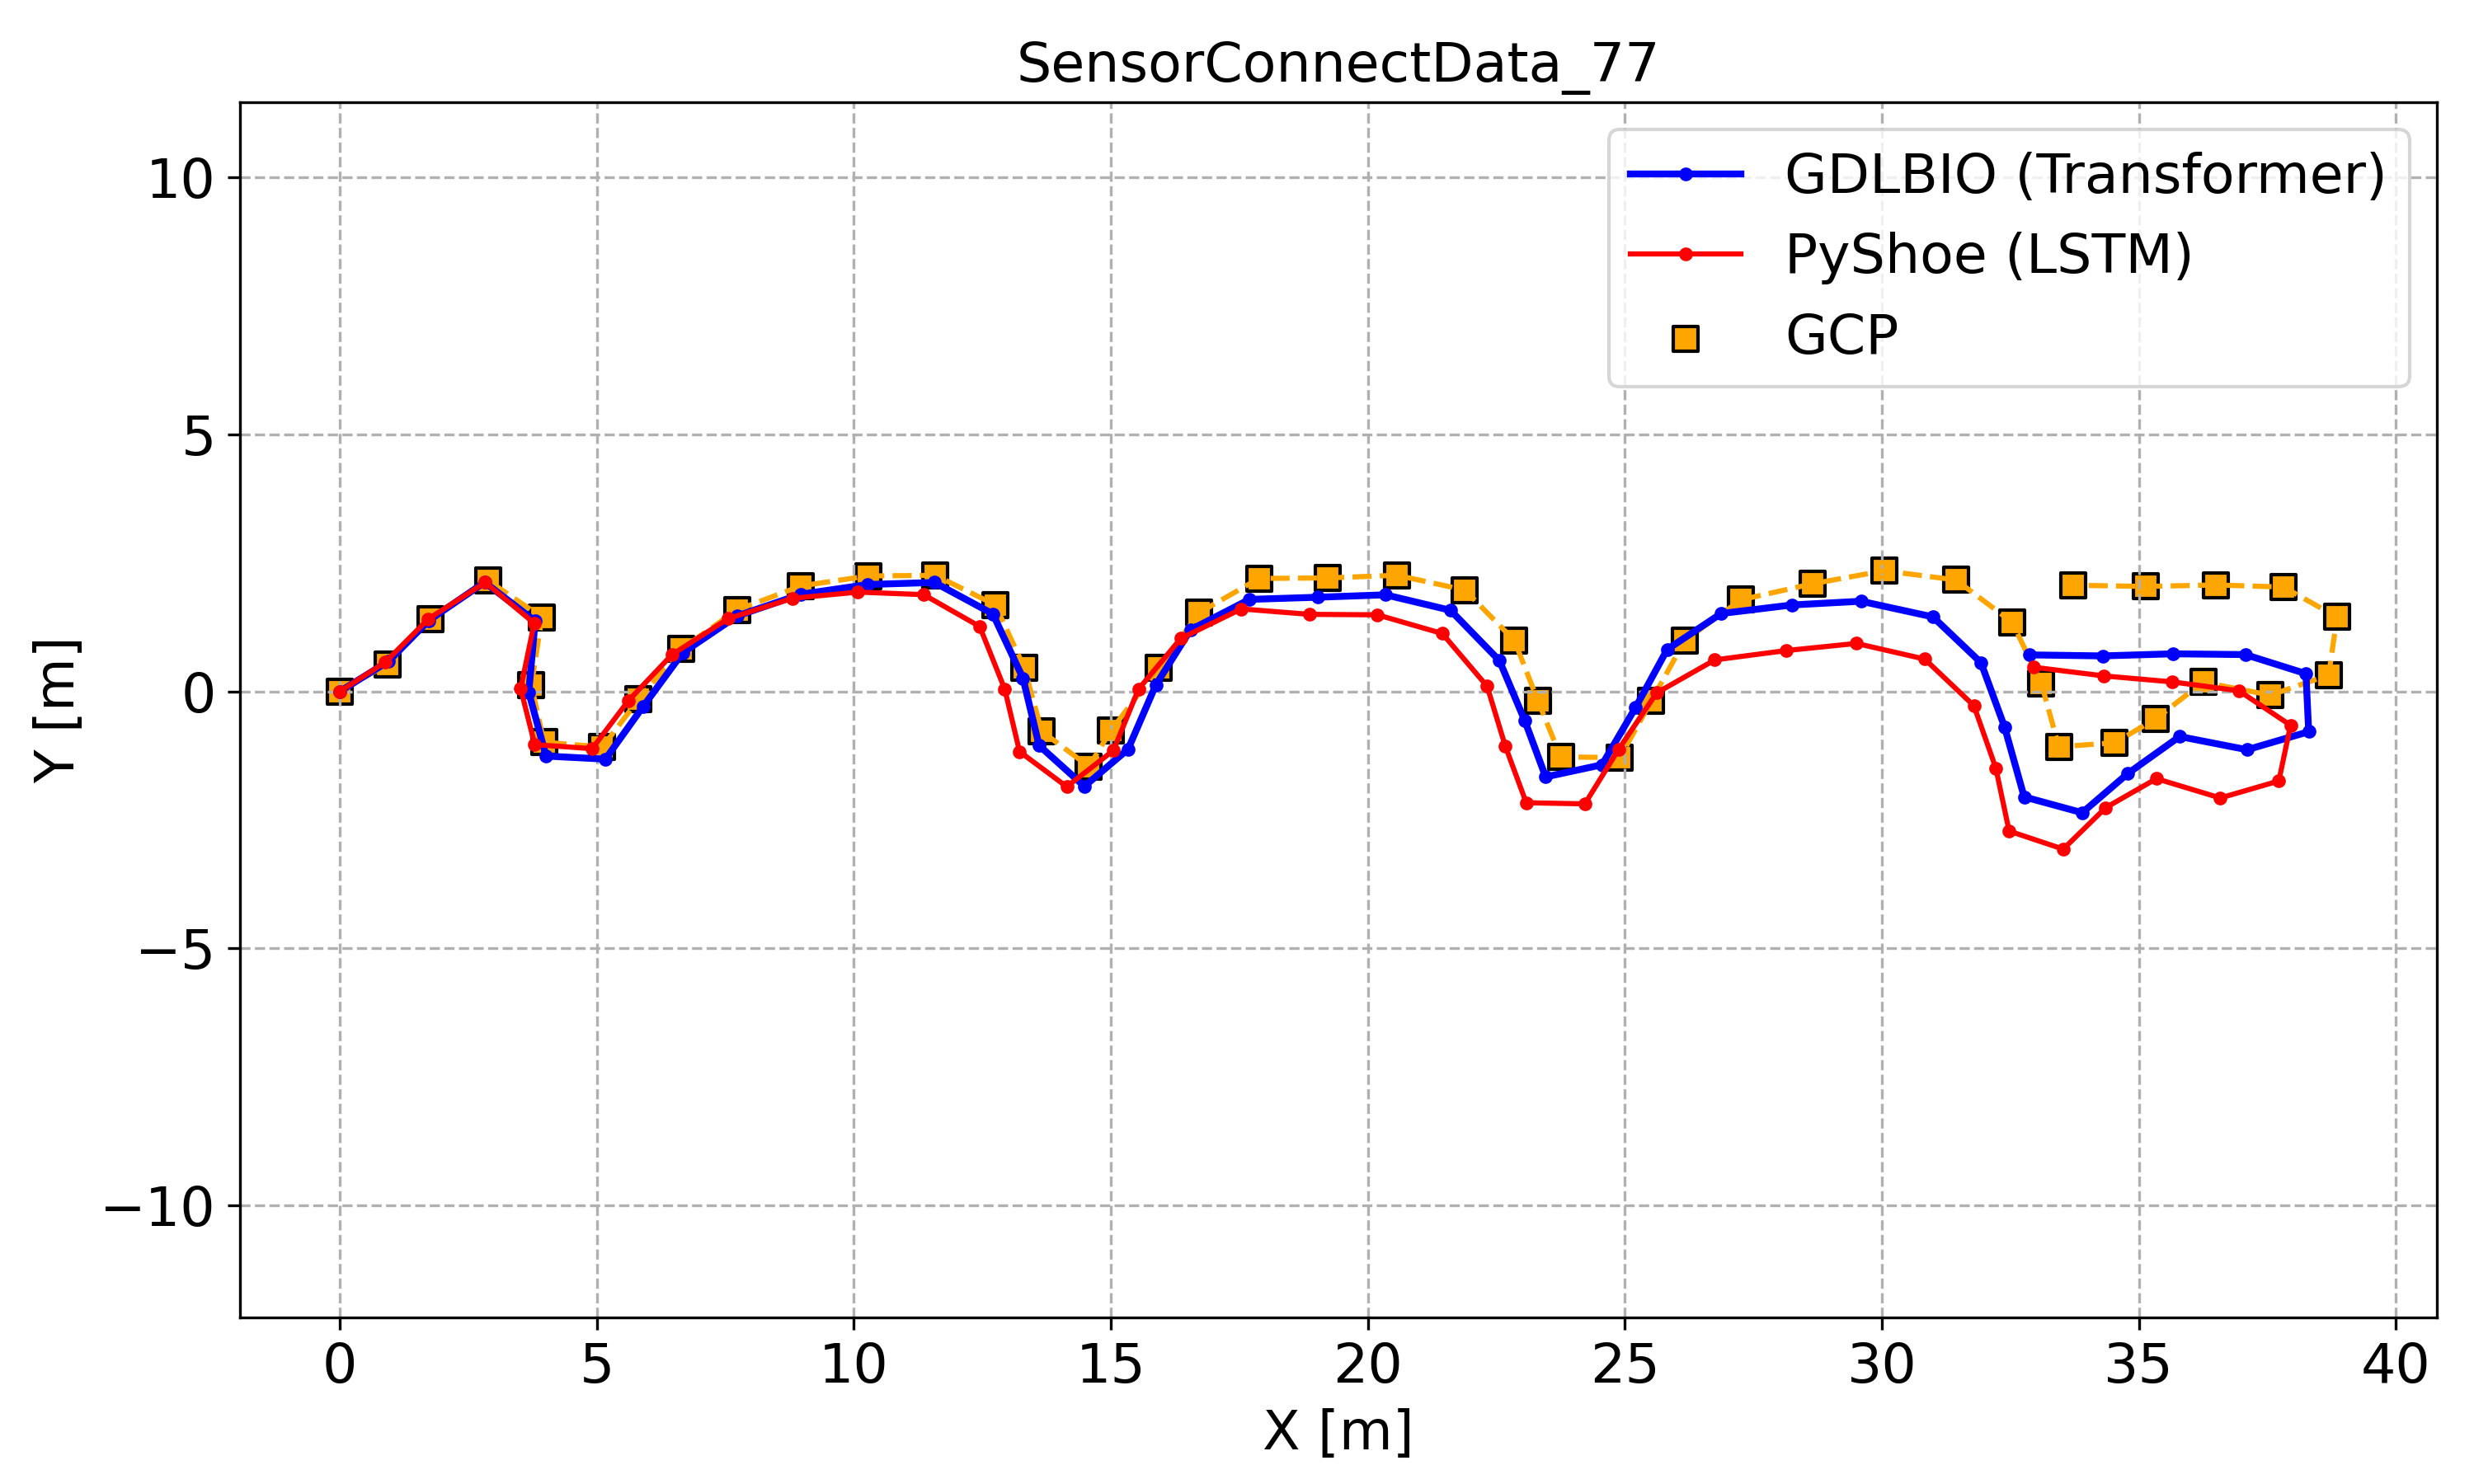 SensorConnectData_77
GDLBIO (Transformer)
PyShoe (LSTM)
GCP
10
5
0
−5
−10
Y [m]
0 5 10 15 20 25 30 35 40
X [m]